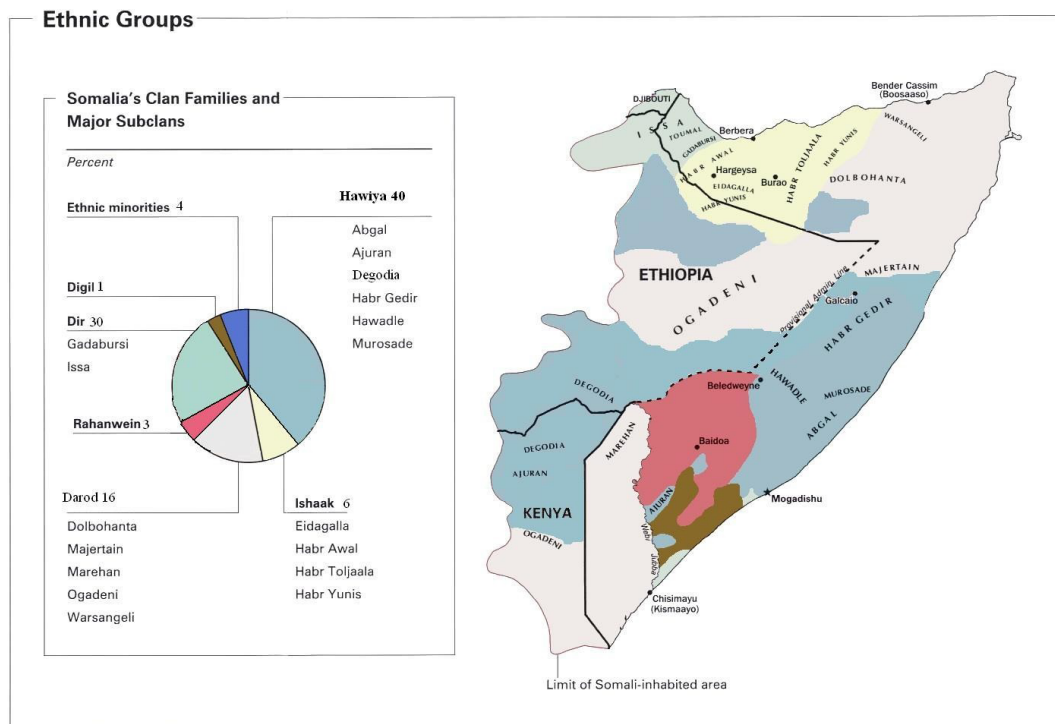 Ethnic Groups
Somalia's Clan Families and
Major Subclans
Percent
Ethnic minorities 4
Hawiya 40
Abgal
Ajuran
Degodia
Habr Gedir
Hawadle
Murosade
Digil 1
Dir 30
Gadabursi
Issa
Rahanwein 3
Darod 16
Dolbohanta
Majertain
Marehan
Ogadeni
Warsangeli
Ishaak 6
Eidagalla
Habr Awal
Habr Toljaala
Habr Yunis
Bender Cassim
(Boosaaso)
DJIBOUTI
ISSA
TOUMAL
GADABURSI
Berbera
WARSANGELI
HABR AWAL
HABR TOLJAALA
HABR YUNIS
Hargeysa
Burao
EIDAGALLA
HABR YUNIS
DOLBOHANTA
ETHIOPIA
OGADENI
MAJERTAIN
Provisional Admin. Line
Galcaio
HABR GEDIR
DEGODIA
Beledweyne
HAWADLE
MUROSADE
ABGAL
MAREHAN
DEGODIA
Baidoa
AJURAN
AJURAN
Mogadishu
KENYA
OGADENI
Jubba
Chisimayu
(Kismaayo)
Limit of Somali-inhabited area